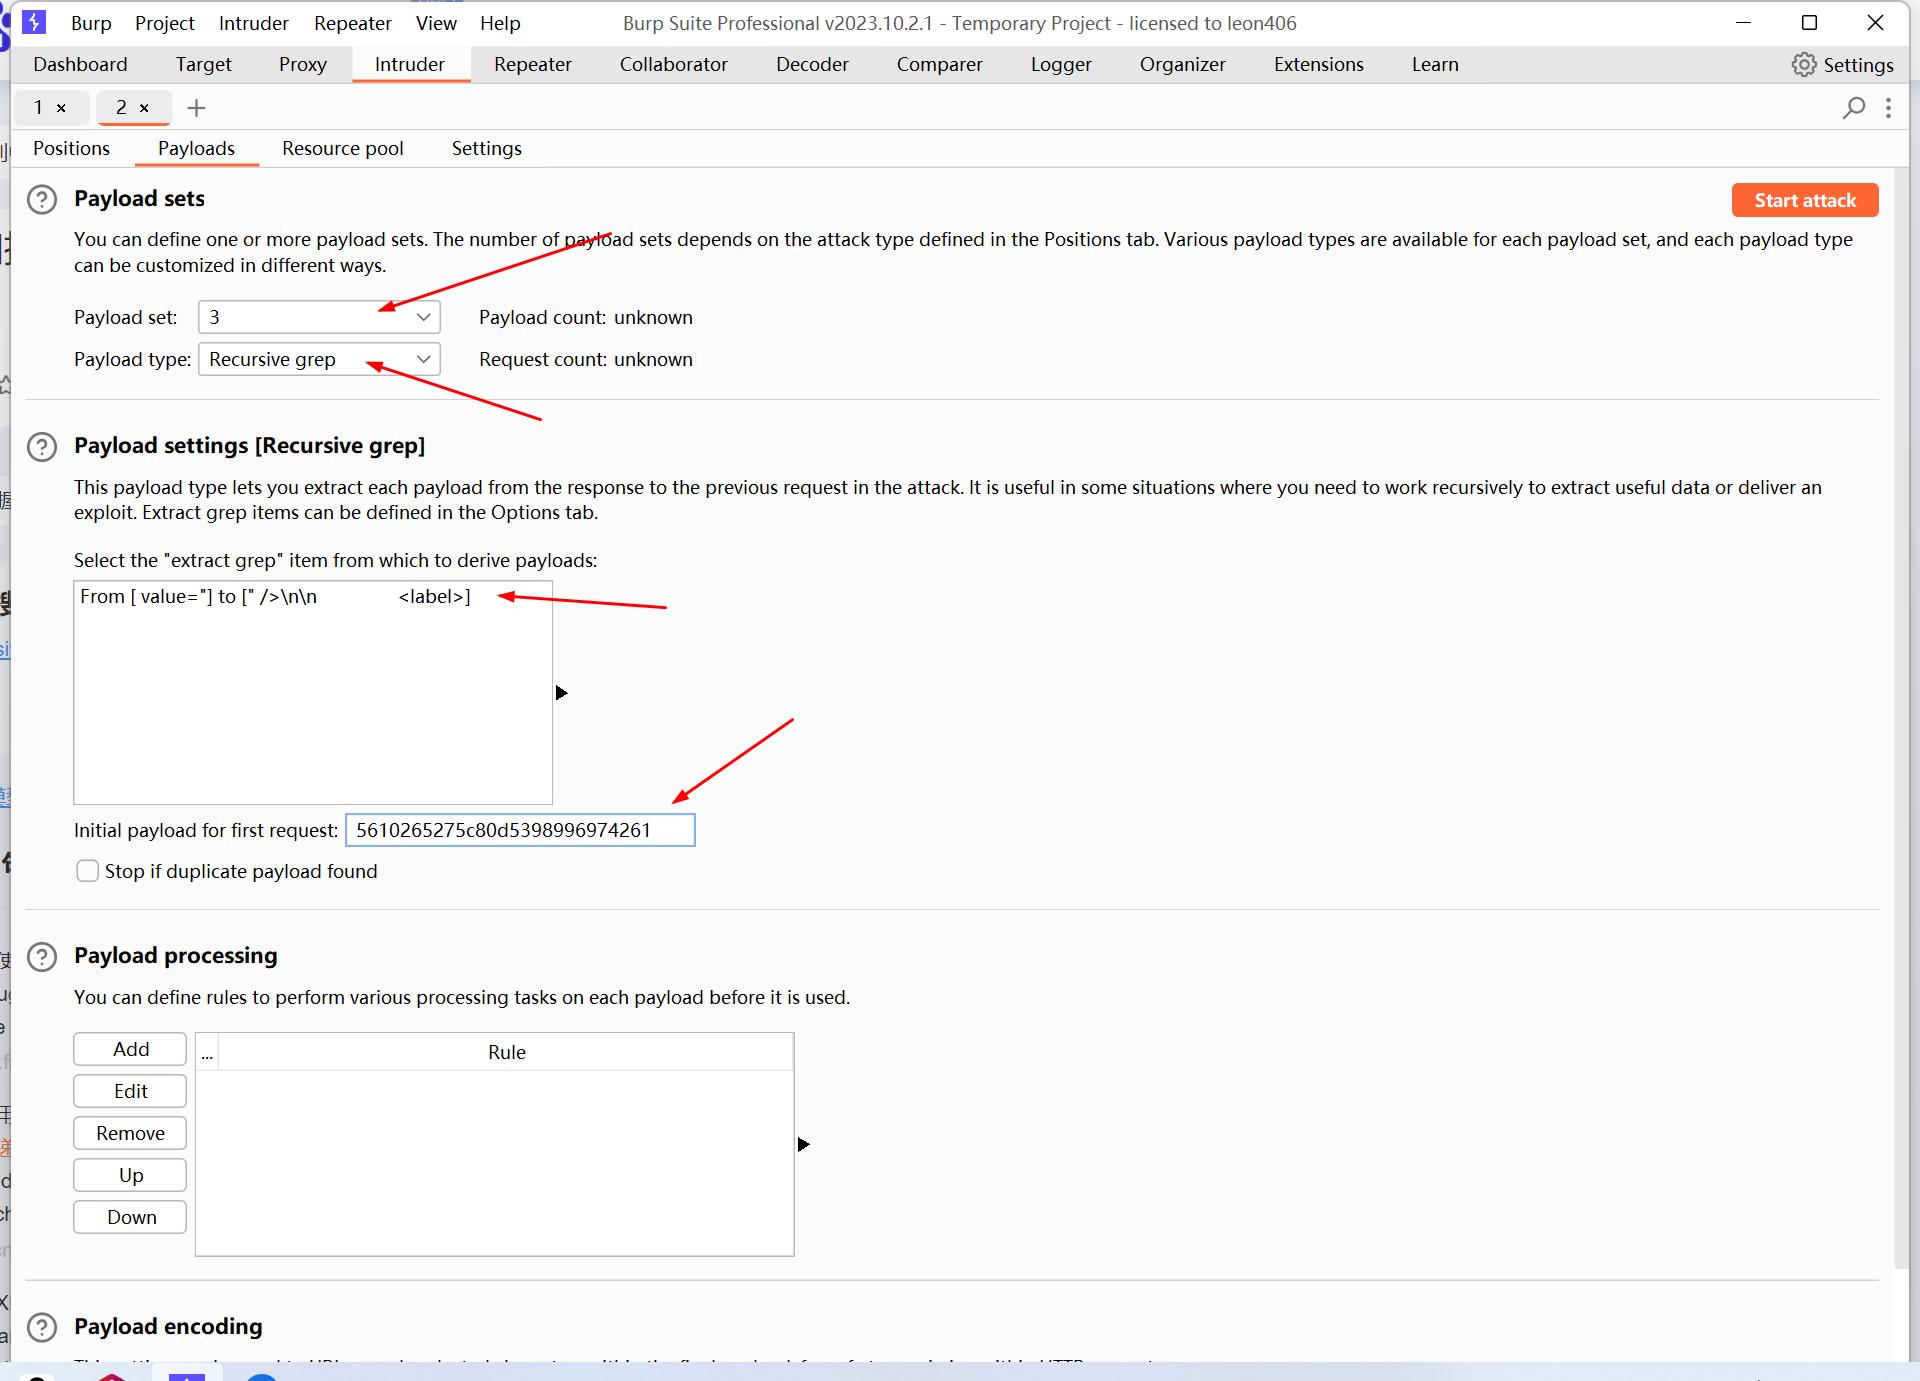 Burp Project Intruder Repeater View Help Burp Suite Professional v2023.10.2.1 - Temporary Project - licensed to leon406
Dashboard Target Proxy Intruder Repeater Collaborator Decoder Comparer Logger Organizer Extensions Learn Settings
1 × 2 × +
Positions Payloads Resource pool Settings
? Payload sets Start attack
You can define one or more payload sets. The number of payload sets depends on the attack type defined in the Positions tab. Various payload types are available for each payload set, and each payload type
can be customized in different ways.
Payload set: 3 Payload count: unknown
Payload type: Recursive grep Request count: unknown
? Payload settings [Recursive grep]
This payload type lets you extract each payload from the response to the previous request in the attack. It is useful in some situations where you need to work recursively to extract useful data or deliver an
exploit. Extract grep items can be defined in the Options tab.
Select the "extract grep" item from which to derive payloads:
From [ value="] to [" />\n\n <label>]
Initial payload for first request: 5610265275c80d5398996974261
Stop if duplicate payload found
? Payload processing
You can define rules to perform various processing tasks on each payload before it is used.
Add ... Rule
Edit
Remove
Up
Down
? Payload encoding